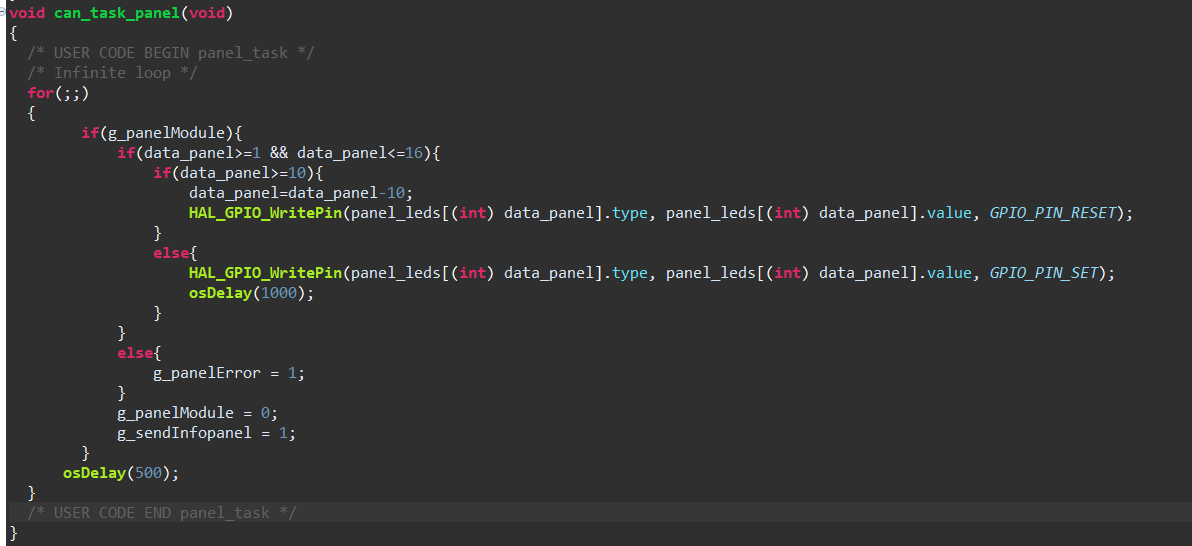 void can_task_panel(void)
{
  /* USER CODE BEGIN panel_task */
  /* Infinite loop */
  for(;;)
  {
        if(g_panelModule){
            if(data_panel>=1 && data_panel<=16){
                if(data_panel>=10){
                    data_panel=data_panel-10;
                    HAL_GPIO_WritePin(panel_leds[(int) data_panel].type, panel_leds[(int) data_panel].value, GPIO_PIN_RESET);
                }
                else{
                    HAL_GPIO_WritePin(panel_leds[(int) data_panel].type, panel_leds[(int) data_panel].value, GPIO_PIN_SET);
                    osDelay(1000);
                }
            }
            else{
                g_panelError = 1;
            }
            g_panelModule = 0;
            g_sendInfopanel = 1;
        }
      osDelay(500);
  }
  /* USER CODE END panel_task */
}